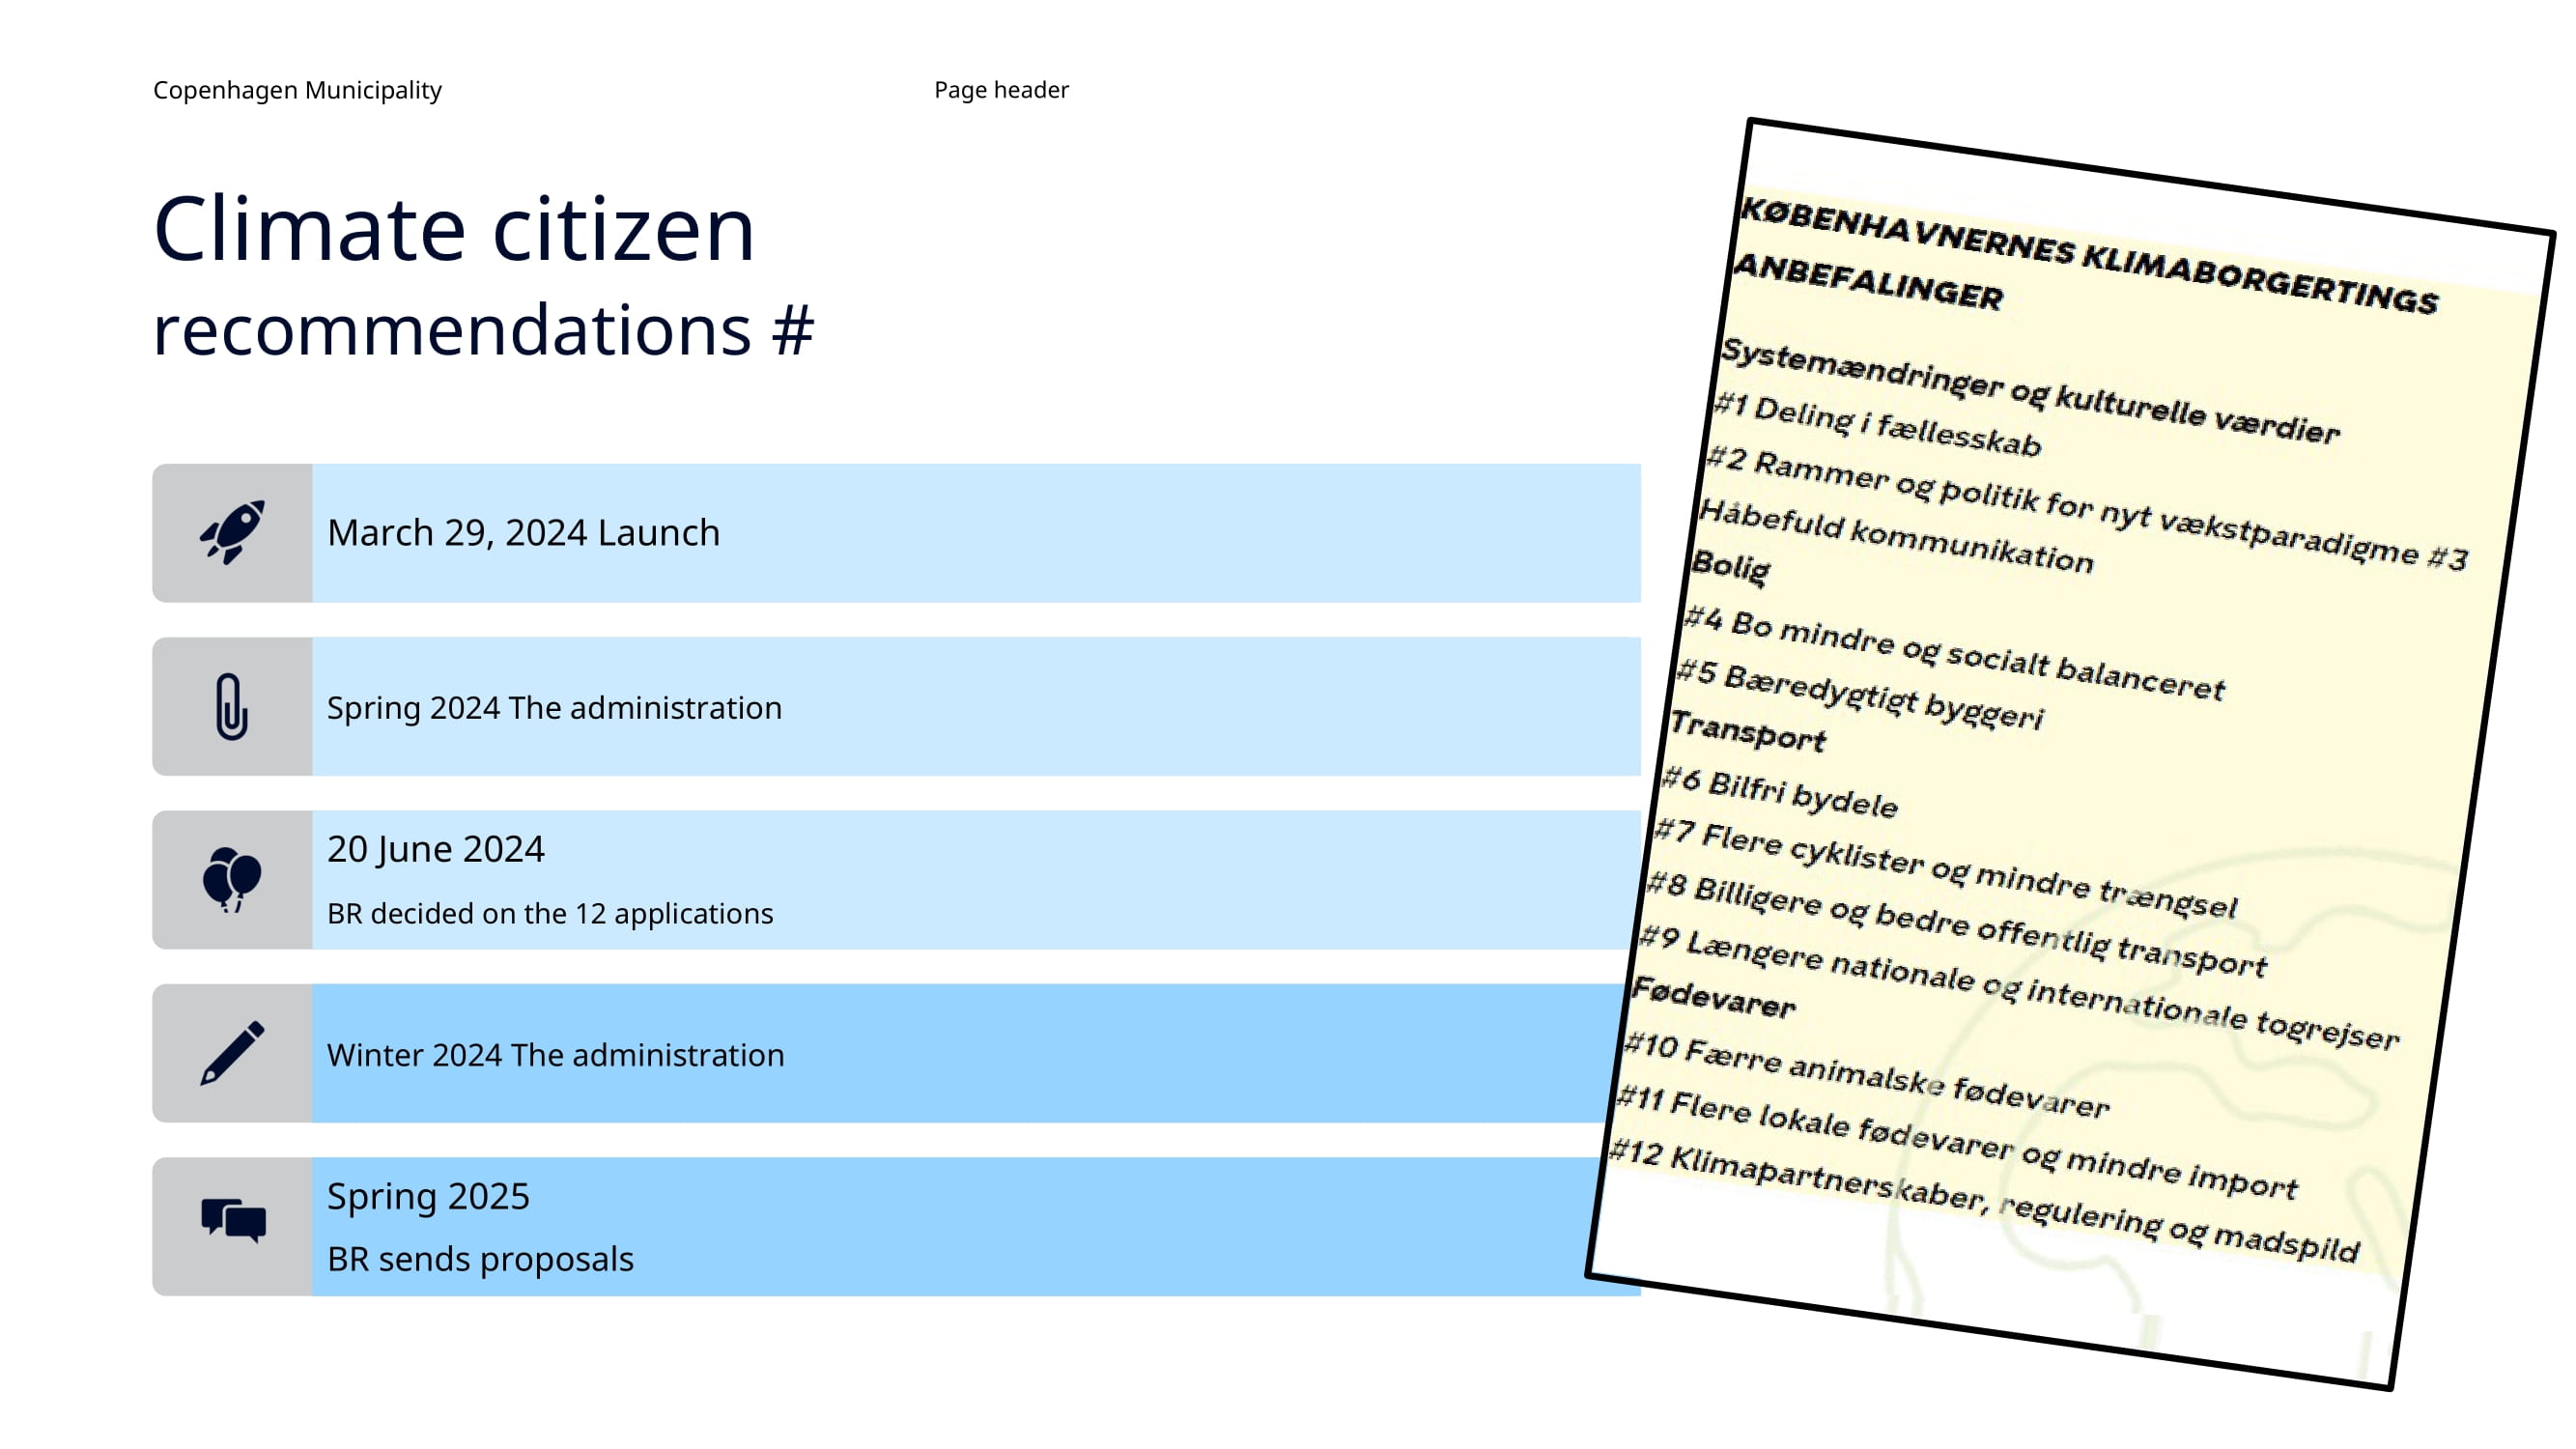 Copenhagen Municipality
Page header
Climate citizen
recommendations #
March 29, 2024 Launch
Spring 2024 The administration
20 June 2024
BR decided on the 12 applications
Winter 2024 The administration
Spring 2025
BR sends proposals
KØBENHAVNERNES KLIMABORGERTINGS
ANBEFALINGER
Systemændringer og kulturelle værdier
#1 Deling i fællesskab
#2 Rammer og politik for nyt vækstparadigme #3
Håbefuld kommunikation
Bolig
#4 Bo mindre og socialt balanceret
#5 Bæredygtigt byggeri
Transport
#6 Bilfri bydele
#7 Flere cyklister og mindre trængsel
#8 Billigere og bedre offentlig transport
#9 Længere nationale og internationale togrejser
Fødevarer
#10 Færre animalske fødevarer
#11 Flere lokale fødevarer og mindre import
#12 Klimapartnerskaber, regulering og madspild